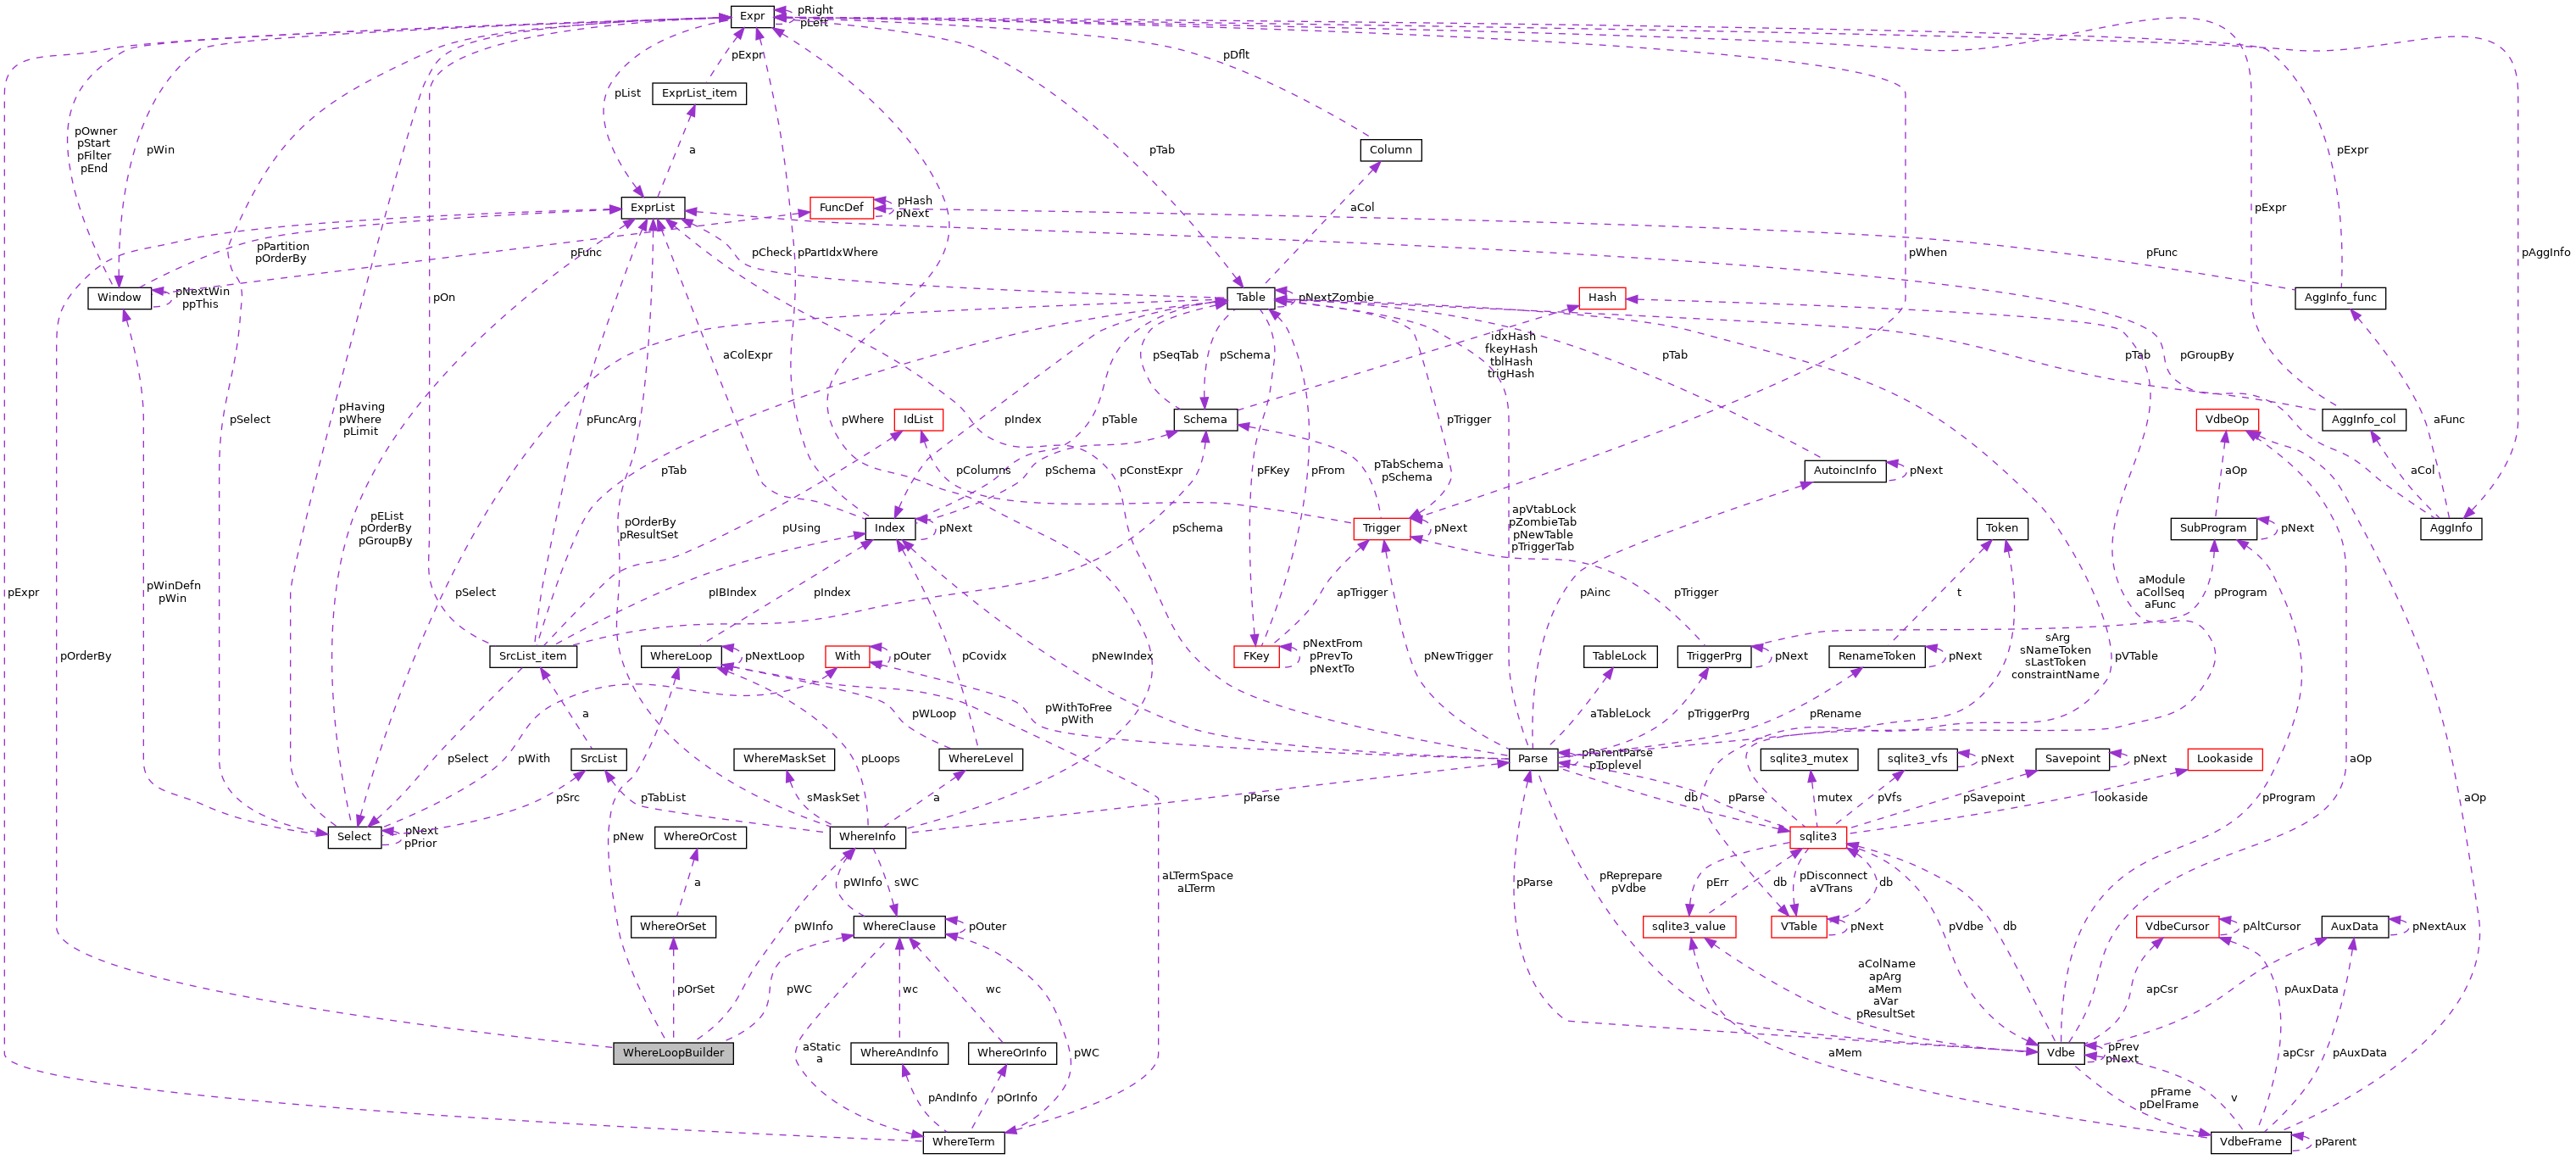 Expr
pRight
pLeft
pExpr
pDflt
ExprList_item
pList
pOwner
pStart
pFilter
pEnd
pWin
a
pTab
Column
pExpr
ExprList
FuncDef
pHash
pNext
aCol
pExpr
pPartition
pOrderBy
pFunc
pCheck
pPartIdxWhere
pWhen
pFunc
pAggInfo
Window
pNextWin
ppThis
pOn
Table
pNextZombie
Hash
AggInfo_func
aColExpr
pSeqTab
pSchema
idxHash
fkeyHash
tblHash
trigHash
pTab
pTab
pGroupBy
pSelect
pHaving
pWhere
pLimit
pFuncArg
pWhere
IdList
pIndex
pTable
Schema
pTrigger
VdbeOp
AggInfo_col
aFunc
pTab
pColumns
pSchema
pConstExpr
pFKey
pFrom
pTabSchema
pSchema
AutoincInfo
pNext
aOp
aCol
pEList
pOrderBy
pGroupBy
pOrderBy
pResultSet
pUsing
Index
pNext
pSchema
Trigger
pNext
apVtabLock
pZombieTab
pNewTable
pTriggerTab
Token
SubProgram
pNext
AggInfo
pExpr
pWinDefn
pWin
pSelect
pIBIndex
pIndex
apTrigger
pAinc
pTrigger
t
aModule
aCollSeq
aFunc
pProgram
pOrderBy
SrcList_item
WhereLoop
pNextLoop
With
pOuter
pCovidx
pNewIndex
FKey
pNextFrom
pPrevTo
pNextTo
pNewTrigger
TableLock
TriggerPrg
pNext
RenameToken
pNext
sArg
sNameToken
sLastToken
constraintName
pVTable
a
pWLoop
pWithToFree
pWith
aTableLock
pTriggerPrg
pRename
pSelect
pWith
SrcList
WhereMaskSet
pLoops
WhereLevel
Parse
pParentParse
pToplevel
sqlite3_mutex
sqlite3_vfs
pNext
Savepoint
pNext
Lookaside
aOp
pSrc
pTabList
sMaskSet
a
pParse
db
pParse
mutex
pVfs
pSavepoint
lookaside
pProgram
aOp
Select
pNext
pPrior
pNew
WhereOrCost
WhereInfo
sqlite3
a
pWInfo
sWC
aLTermSpace
aLTerm
pParse
pReprepare
pVdbe
pErr
db
pDisconnect
aVTrans
db
WhereOrSet
pWInfo
WhereClause
pOuter
sqlite3_value
VTable
pNext
pVdbe
db
VdbeCursor
pAltCursor
AuxData
pNextAux
pOrSet
pWC
wc
wc
aColName
apArg
aMem
aVar
pResultSet
apCsr
pAuxData
WhereLoopBuilder
aStatic
a
WhereAndInfo
WhereOrInfo
pWC
aMem
Vdbe
pPrev
pNext
apCsr
pAuxData
pAndInfo
pOrInfo
pFrame
pDelFrame
v
WhereTerm
VdbeFrame
pParent